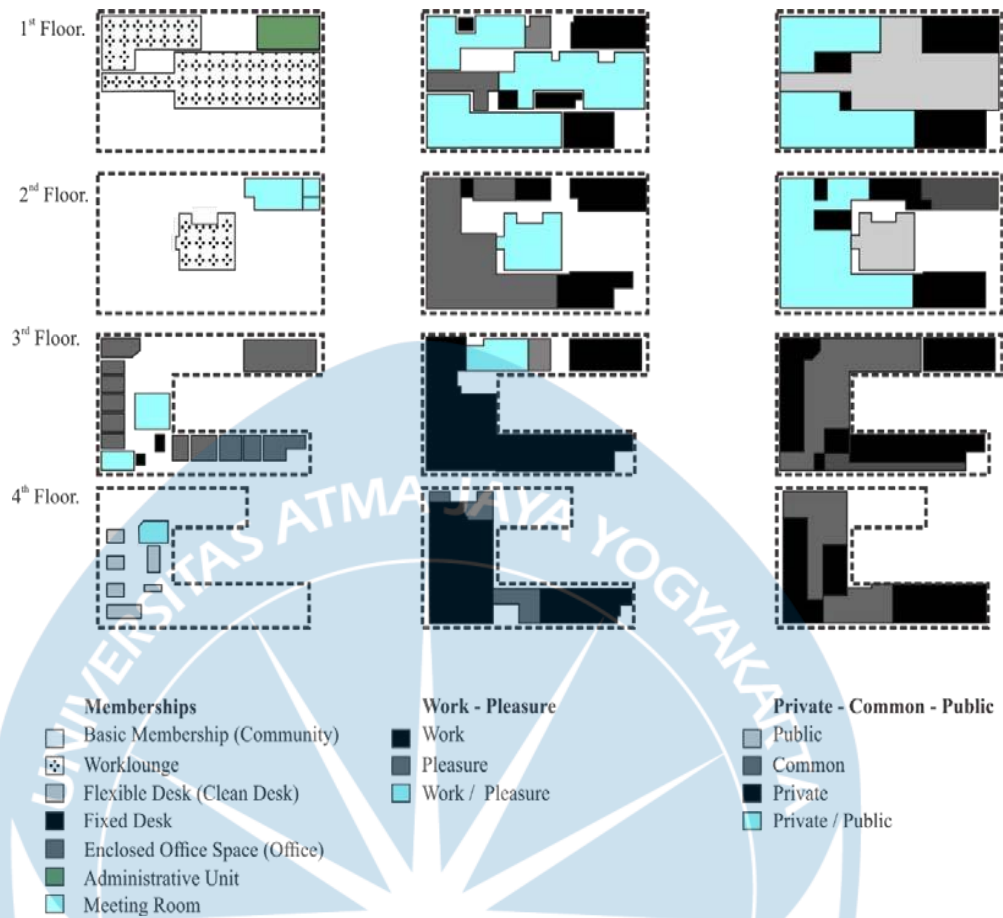 1st Floor.
2nd Floor.
3rd Floor.
4th Floor.
UNIVERSITAS ATMA JAYA YOGYAKARTA
Memberships
Basic Membership (Community)
Worklounge
Flexible Desk (Clean Desk)
Fixed Desk
Enclosed Office Space (Office)
Administrative Unit
Meeting Room
Work - Pleasure
Work
Pleasure
Work / Pleasure
Private - Common - Public
Public
Common
Private
Private / Public